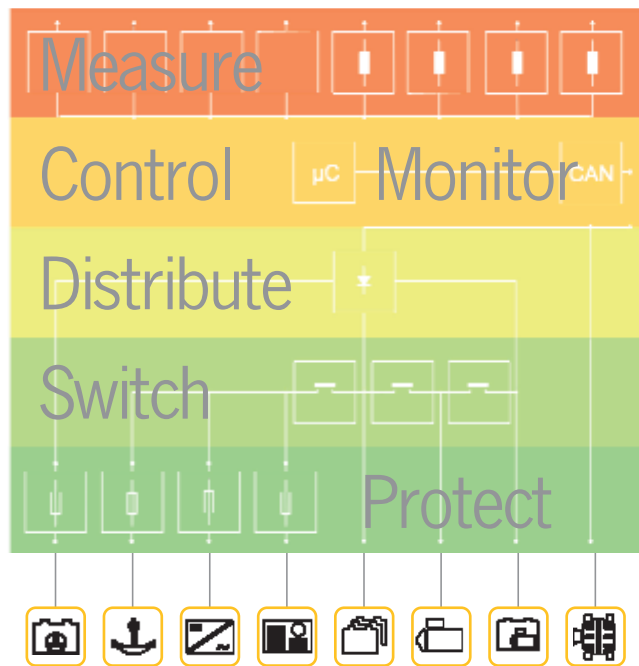 Measure
Control
µC
Monitor
CAN
Distribute
Switch
Protect